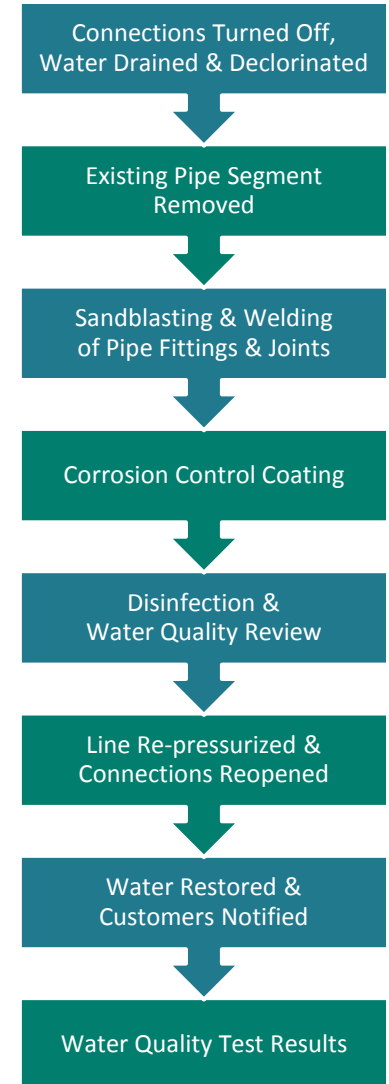 Connections Turned Off,
Water Drained & Declorinated
Existing Pipe Segment
Removed
Sandblasting & Welding
of Pipe Fittings & Joints
Corrosion Control Coating
Disinfection &
Water Quality Review
Line Re-pressurized &
Connections Reopened
Water Restored &
Customers Notified
Water Quality Test Results